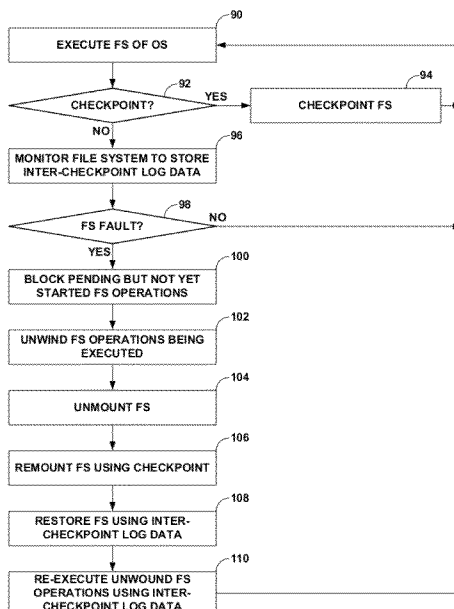 90
EXECUTE FS OF OS
92
CHECKPOINT?
YES
94
CHECKPOINT FS
NO
96
MONITOR FILE SYSTEM TO STORE
INTER-CHECKPOINT LOG DATA
98
FS FAULT?
NO
YES
100
BLOCK PENDING BUT NOT YET
STARTED FS OPERATIONS
102
UNWIND FS OPERATIONS BEING
EXECUTED
104
UNMOUNT FS
106
REMOUNT FS USING CHECKPOINT
108
RESTORE FS USING INTER-
CHECKPOINT LOG DATA
110
RE-EXECUTE UNWOUND FS
OPERATIONS USING INTER-
CHECKPOINT LOG DATA